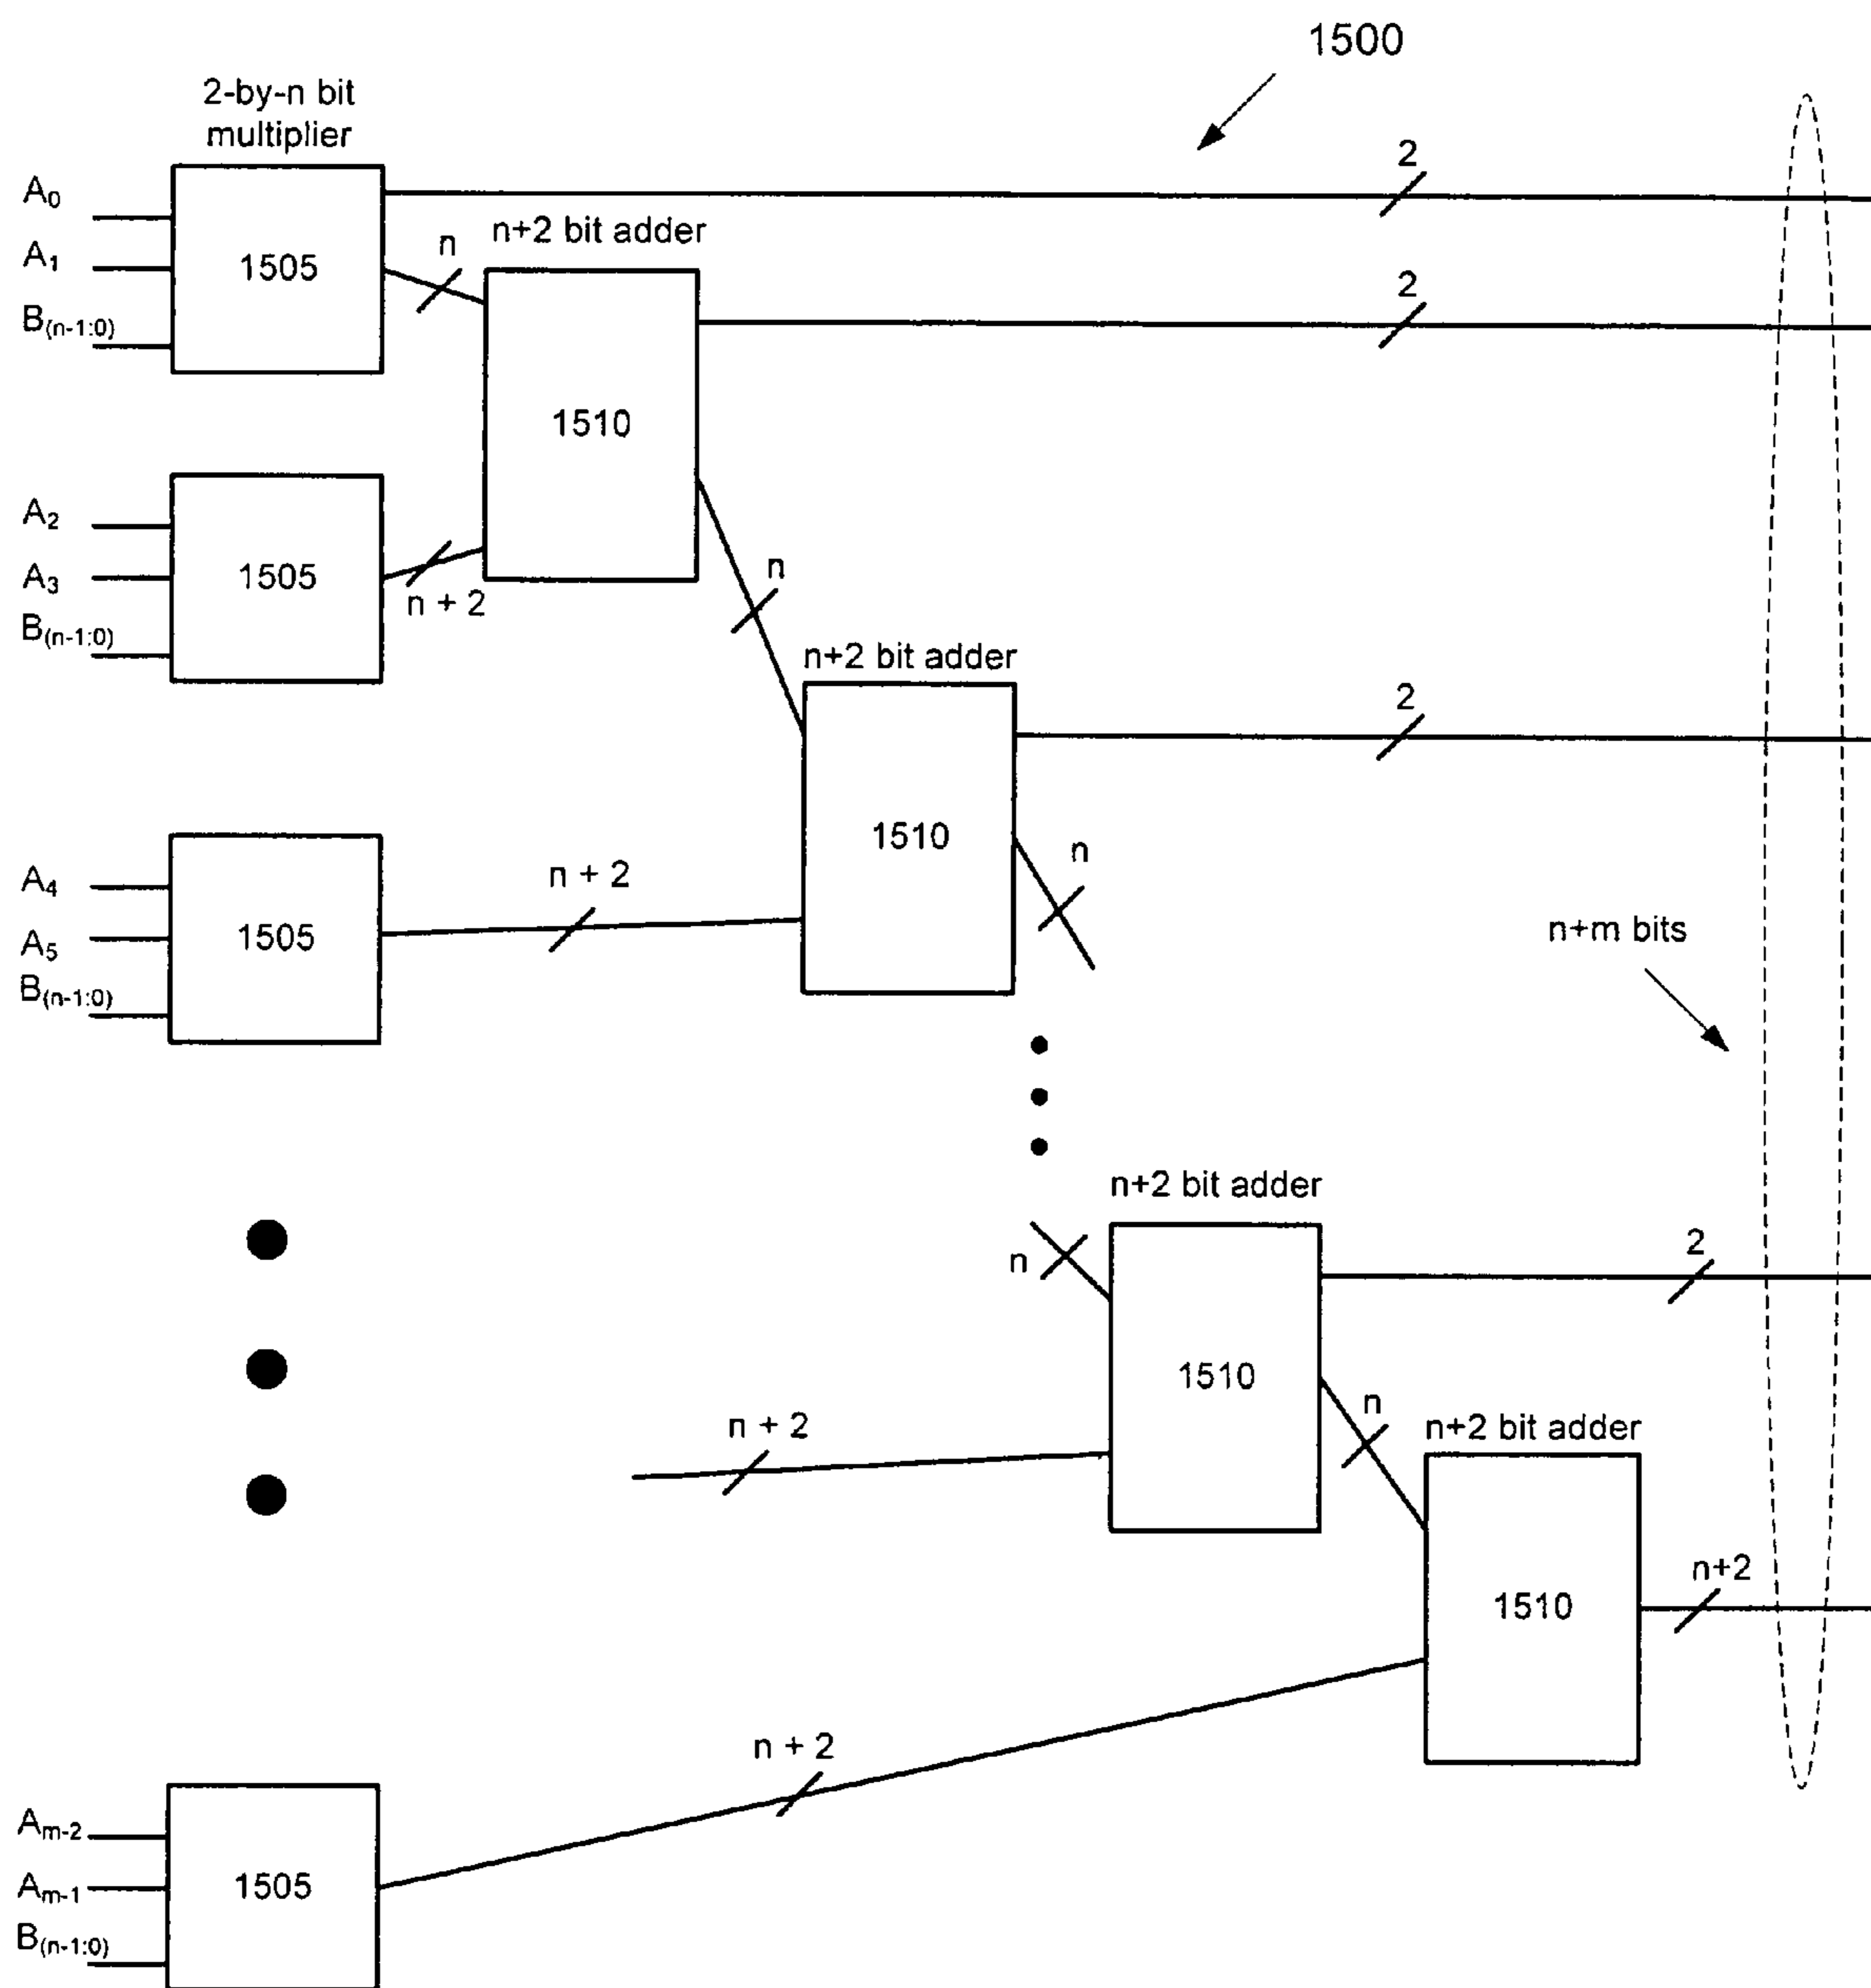 1500
2-by-n bit
multiplier
A₀
A₁
B₍ₙ₋₁:₀₎
1505
n
n+2 bit adder
1510
2
2
A₂
A₃
B₍ₙ₋₁:₀₎
1505
n + 2
n
n+2 bit adder
2
A₄
A₅
B₍ₙ₋₁:₀₎
1505
n + 2
1510
n
n+m bits
n+2 bit adder
n
1510
2
n + 2
n
n+2 bit adder
1510
n+2
n + 2
Aₘ₋₂
Aₘ₋₁
B₍ₙ₋₁:₀₎
1505